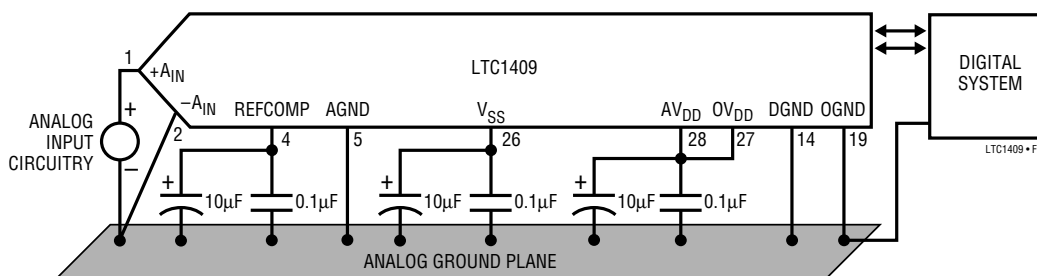 1
+AIN
−AIN
2
LTC1409
DIGITAL
SYSTEM
LTC1409 • F
ANALOG
INPUT
CIRCUITRY
+
−
REFCOMP
4
AGND
5
VSS
26
AVDD
28
OVDD
27
DGND
14
OGND
19
+
10µF
0.1µF
+
10µF
0.1µF
+
10µF
0.1µF
ANALOG GROUND PLANE